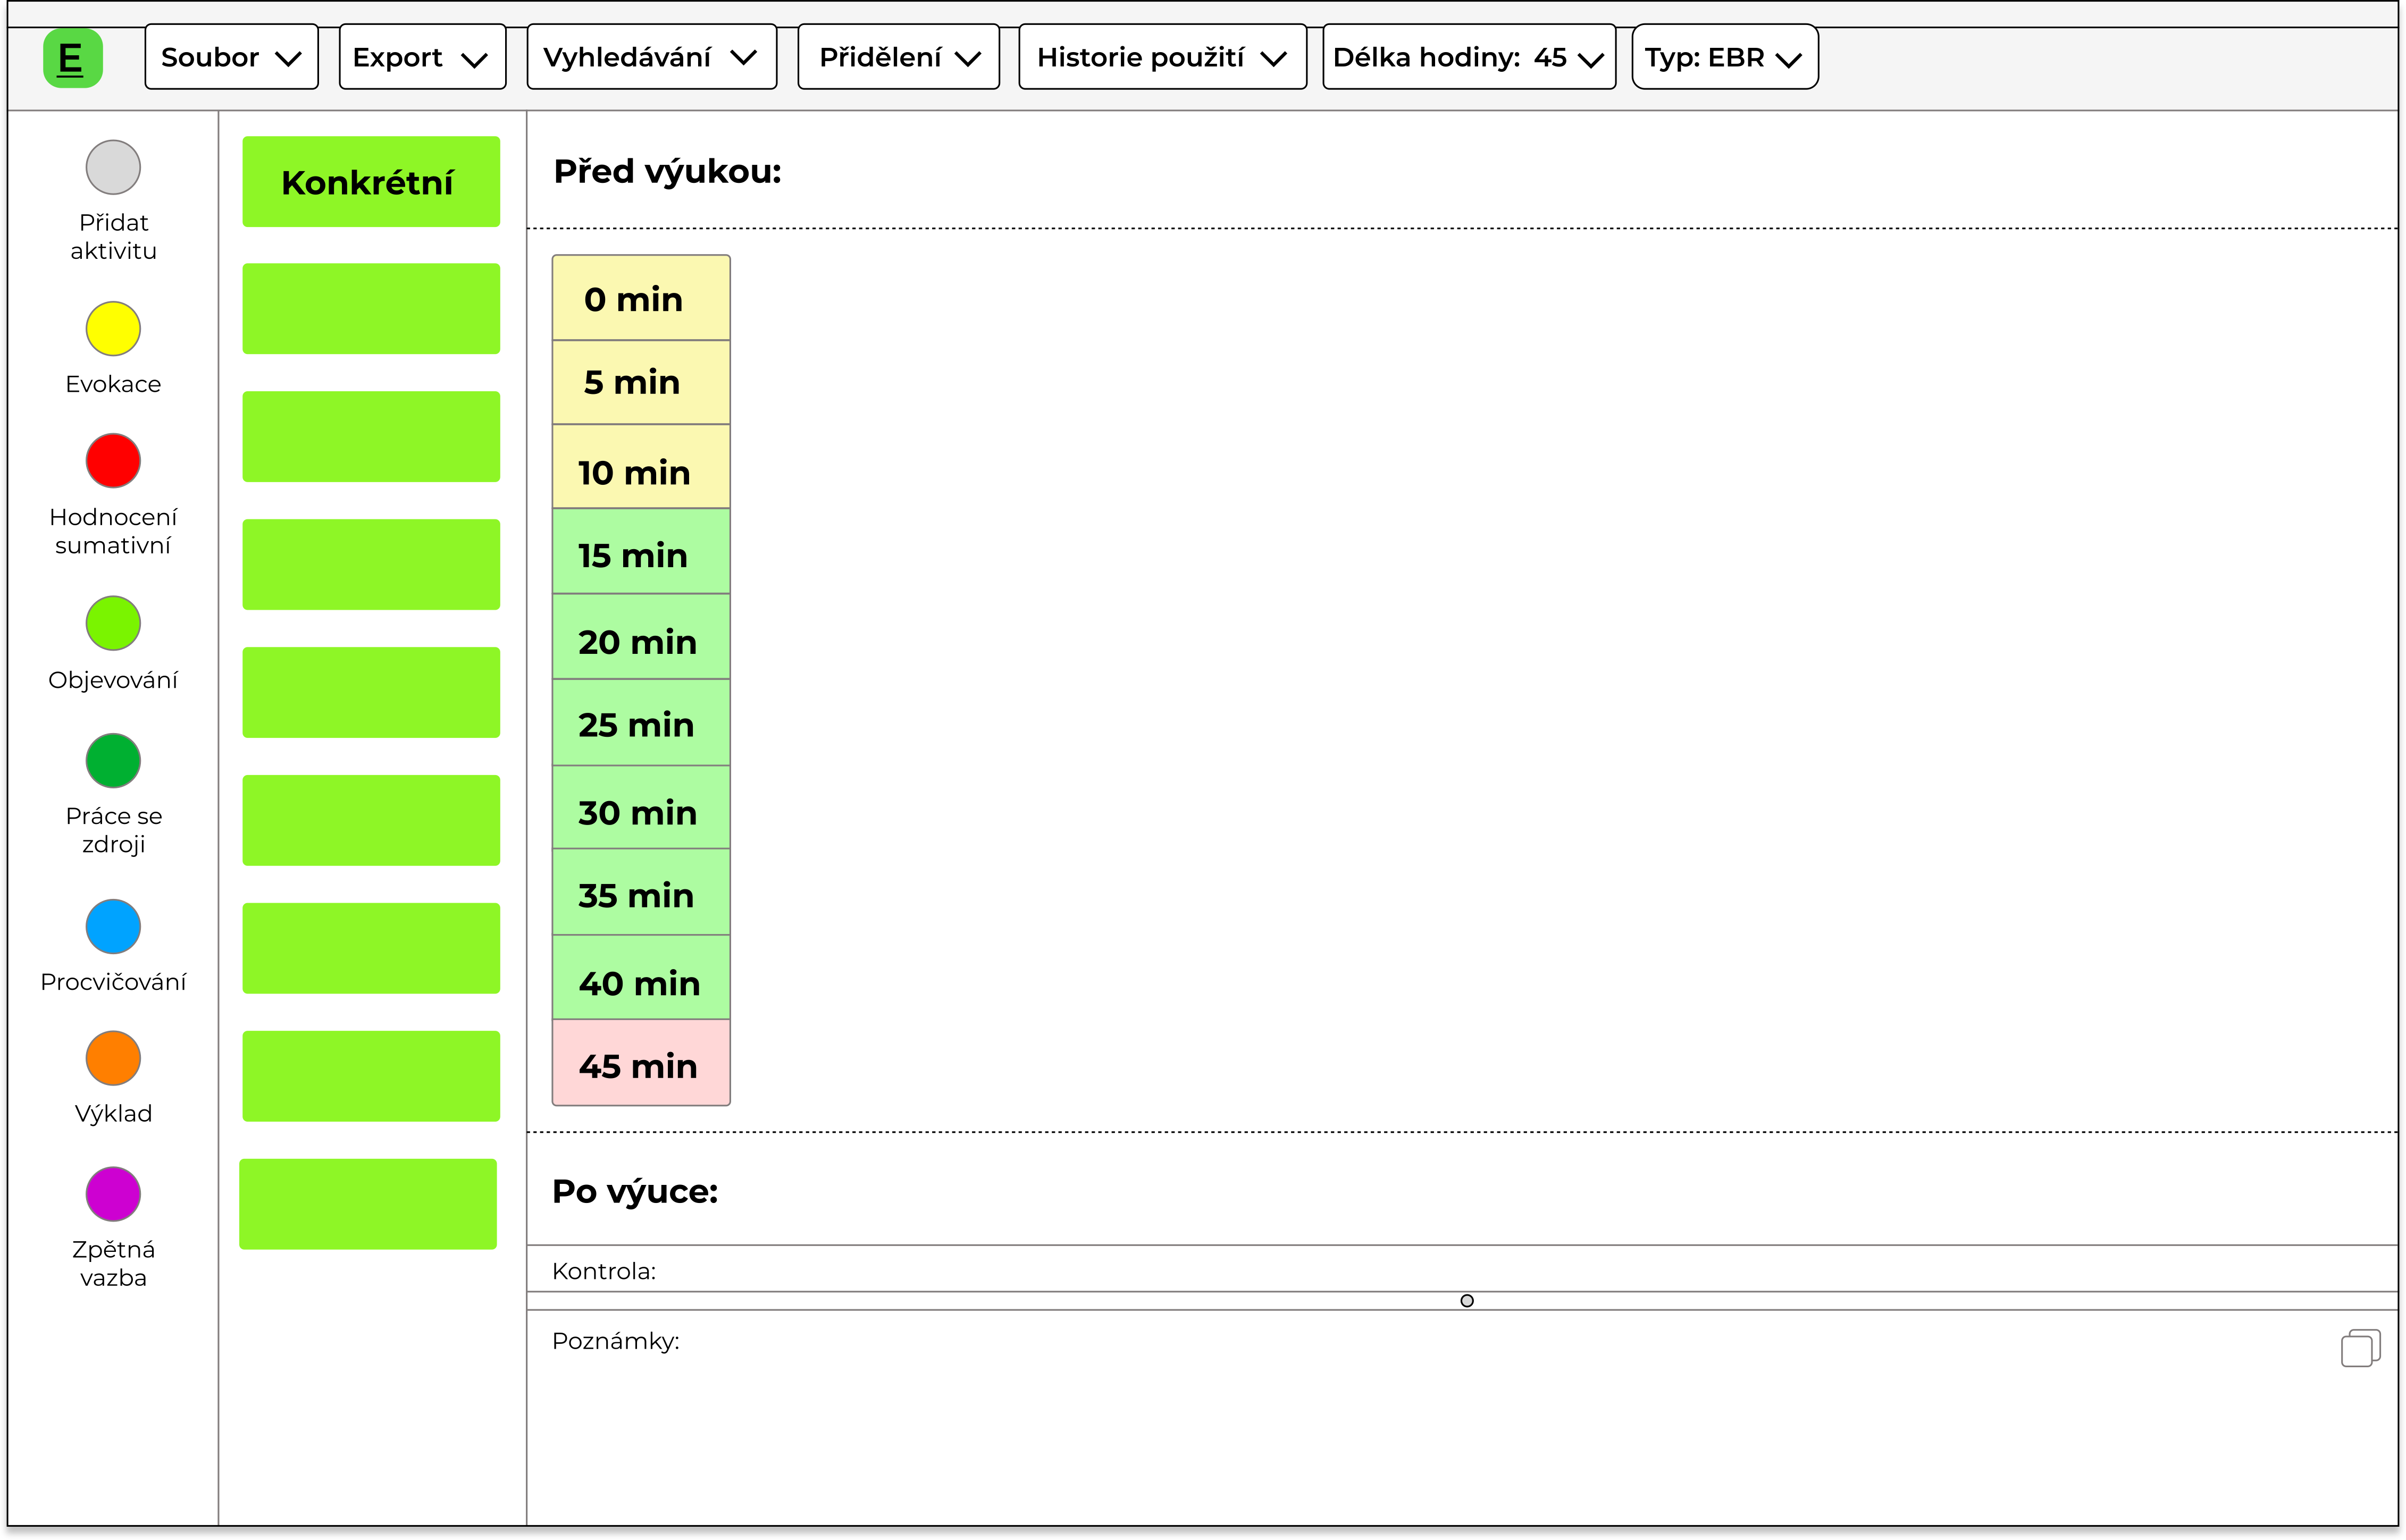 E
Soubor
Export
Vyhledávání
Přidělení
Historie použití
Délka hodiny: 45
Typ: EBR
Přidat
aktivitu
Evokace
Hodnocení
sumativní
Objevování
Práce se
zdroji
Procvičování
Výklad
Zpětná
vazba
Konkrétní
Před výukou:
0 min
5 min
10 min
15 min
20 min
25 min
30 min
35 min
40 min
45 min
Po výuce:
Kontrola:
Poznámky: